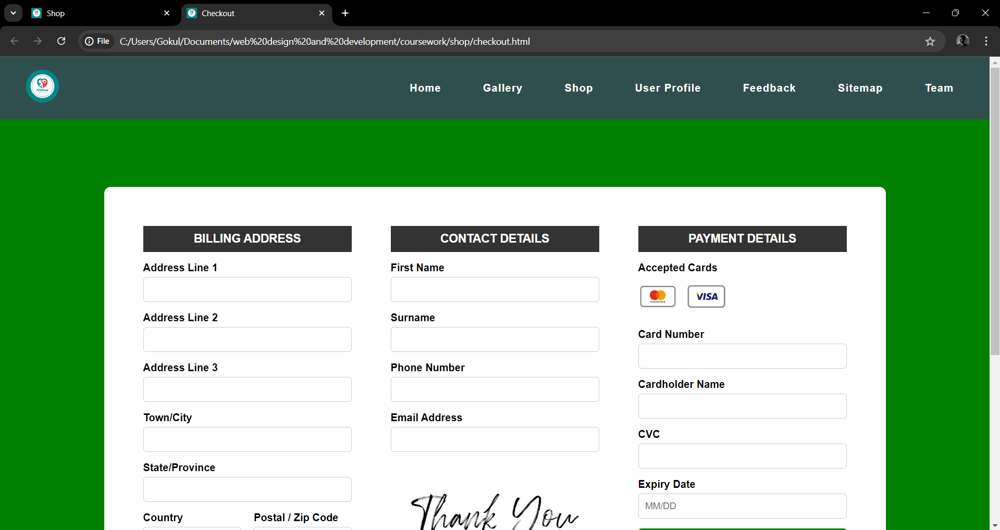 Shop
Checkout
File
C:/Users/Gokul/Documents/web%20design%20and%20development/coursework/shop/checkout.html
FitGlow
Home Gallery Shop User Profile Feedback Sitemap Team
BILLING ADDRESS
Address Line 1
Address Line 2
Address Line 3
Town/City
State/Province
Country Postal / Zip Code
CONTACT DETAILS
First Name
Surname
Phone Number
Email Address
Thank You
PAYMENT DETAILS
Accepted Cards
mastercard VISA
Card Number
Cardholder Name
CVC
Expiry Date
MM/DD